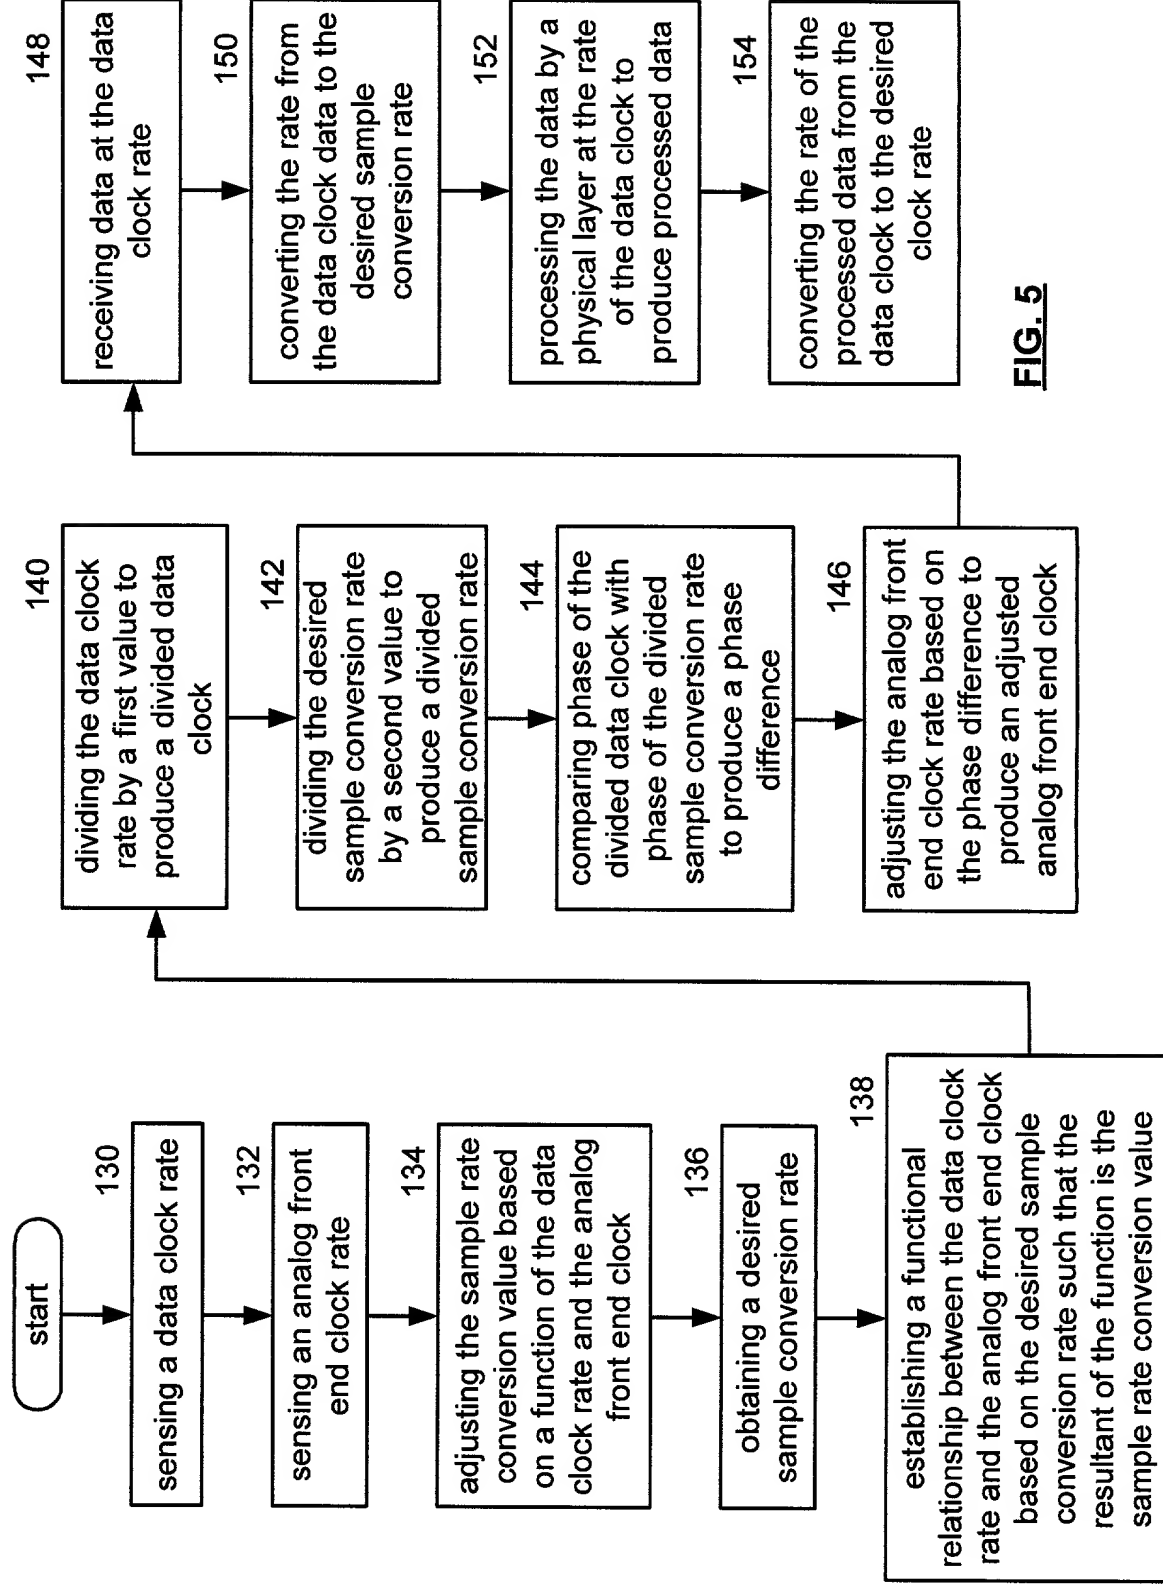 start
130
sensing a data clock rate
132
sensing an analog front
end clock rate
134
adjusting the sample rate
conversion value based
on a function of the data
clock rate and the analog
front end clock
136
obtaining a desired
sample conversion rate
138
establishing a functional
relationship between the data clock
rate and the analog front end clock
based on the desired sample
conversion rate such that the
resultant of the function is the
sample rate conversion value
140
dividing the data clock
rate by a first value to
produce a divided data
clock
142
dividing the desired
sample conversion rate
by a second value to
produce a divided
sample conversion rate
144
comparing phase of the
divided data clock with
phase of the divided
sample conversion rate
to produce a phase
difference
146
adjusting the analog front
end clock rate based on
the phase difference to
produce an adjusted
analog front end clock
148
receiving data at the data
clock rate
150
converting the rate from
the data clock data to the
desired sample
conversion rate
152
processing the data by a
physical layer at the rate
of the data clock to
produce processed data
154
converting the rate of the
processed data from the
data clock to the desired
clock rate
FIG. 5